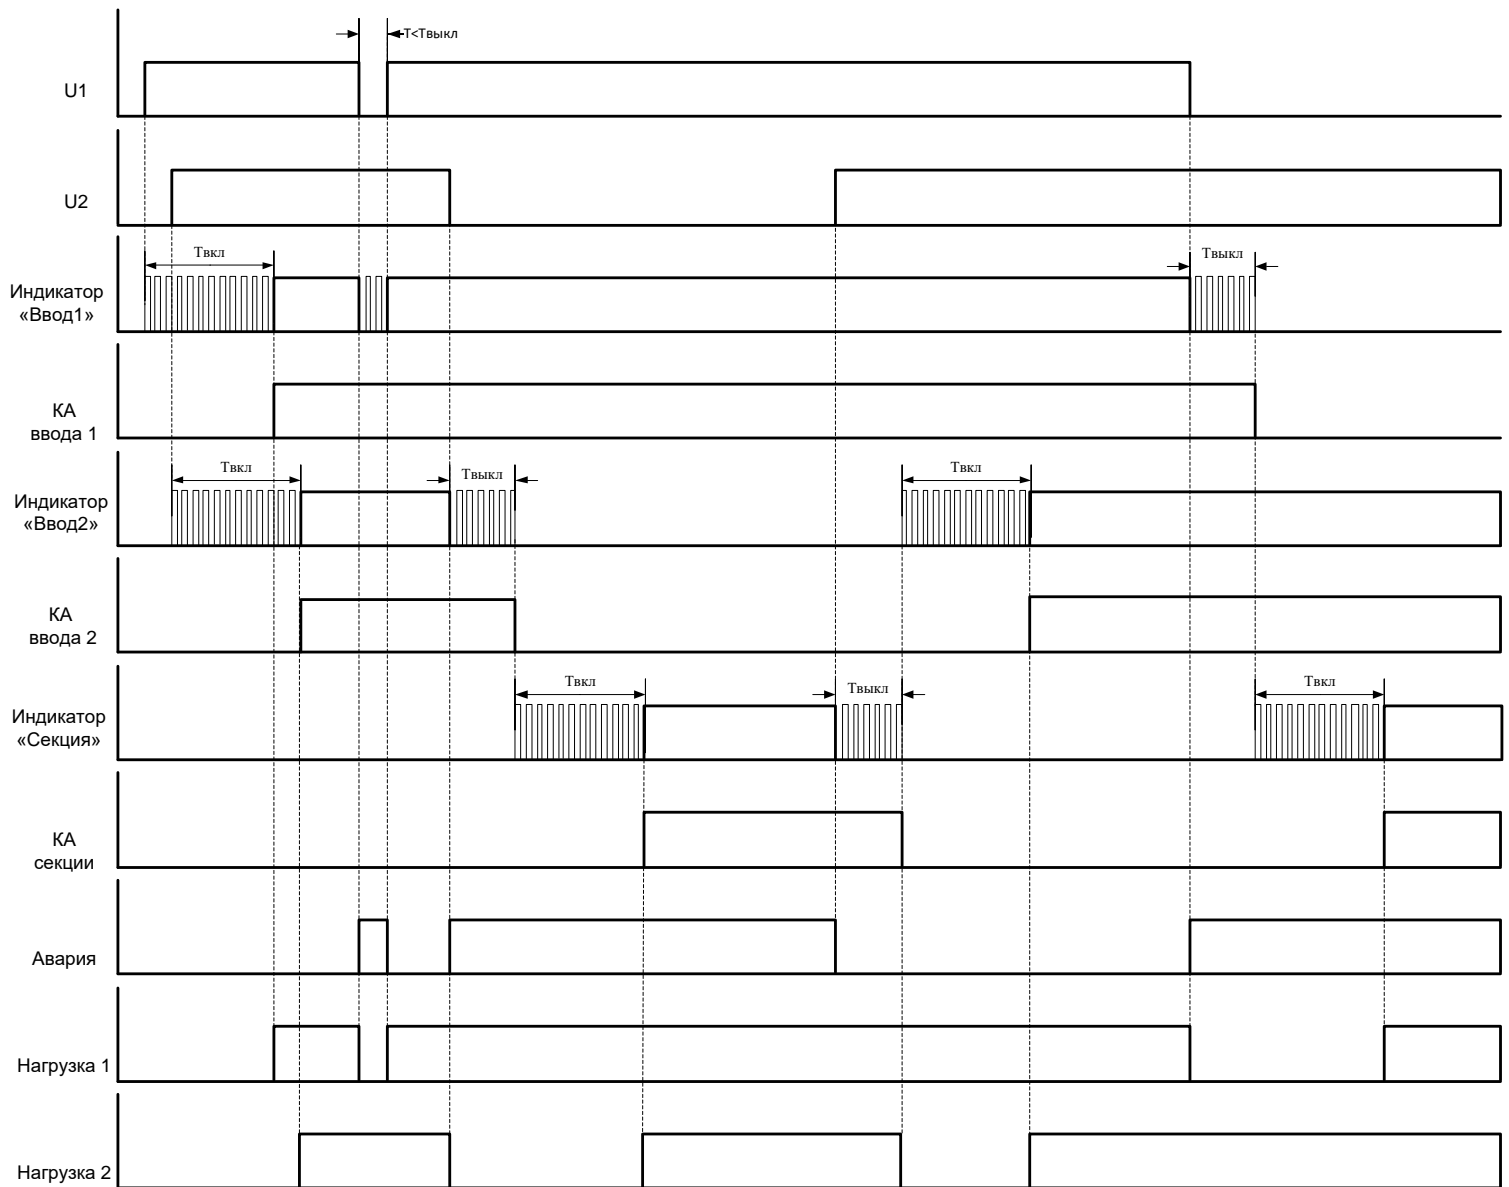 T<Tвыкл
U1
U2
Tвкл
Tвыкл
Индикатор
«Ввод1»
КА
ввода 1
Tвкл
Tвыкл
Tвкл
Индикатор
«Ввод2»
КА
ввода 2
Tвкл
Tвыкл
Tвкл
Индикатор
«Секция»
КА
секции
Авария
Нагрузка 1
Нагрузка 2